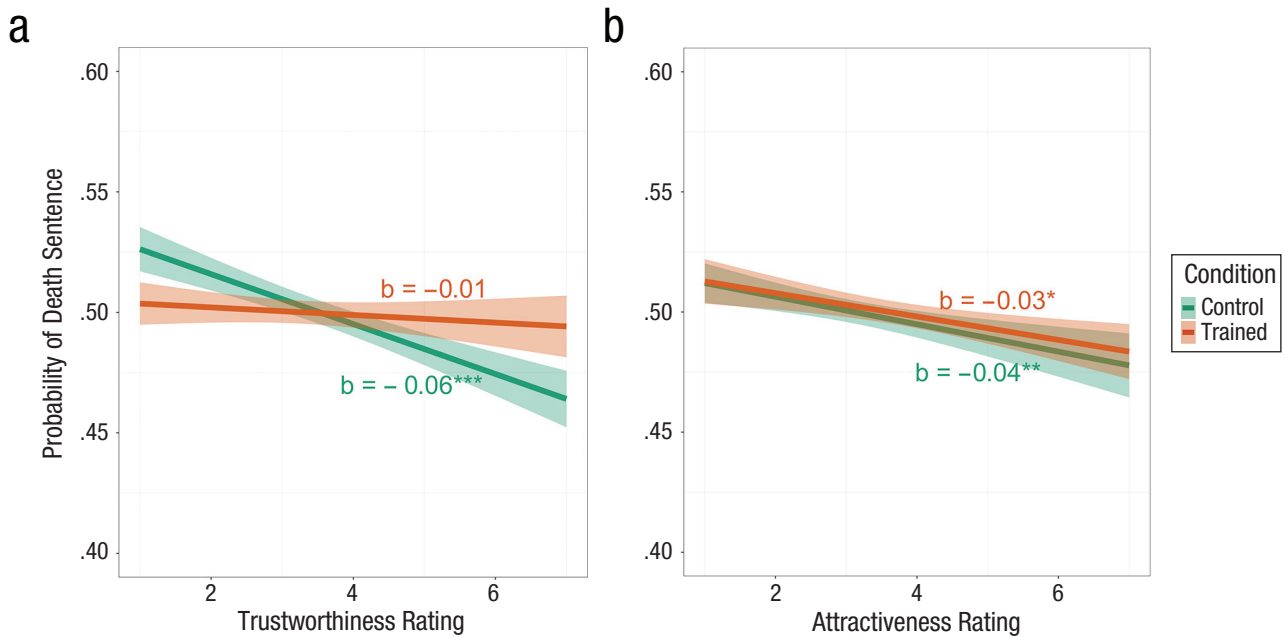 a
b
Probability of Death Sentence
.60
.55
.50
.45
.40
b = −0.01
b = − 0.06***
2
4
6
Trustworthiness Rating
.60
.55
.50
.45
.40
b = −0.03*
b = −0.04**
2
4
6
Attractiveness Rating
Condition
Control
Trained